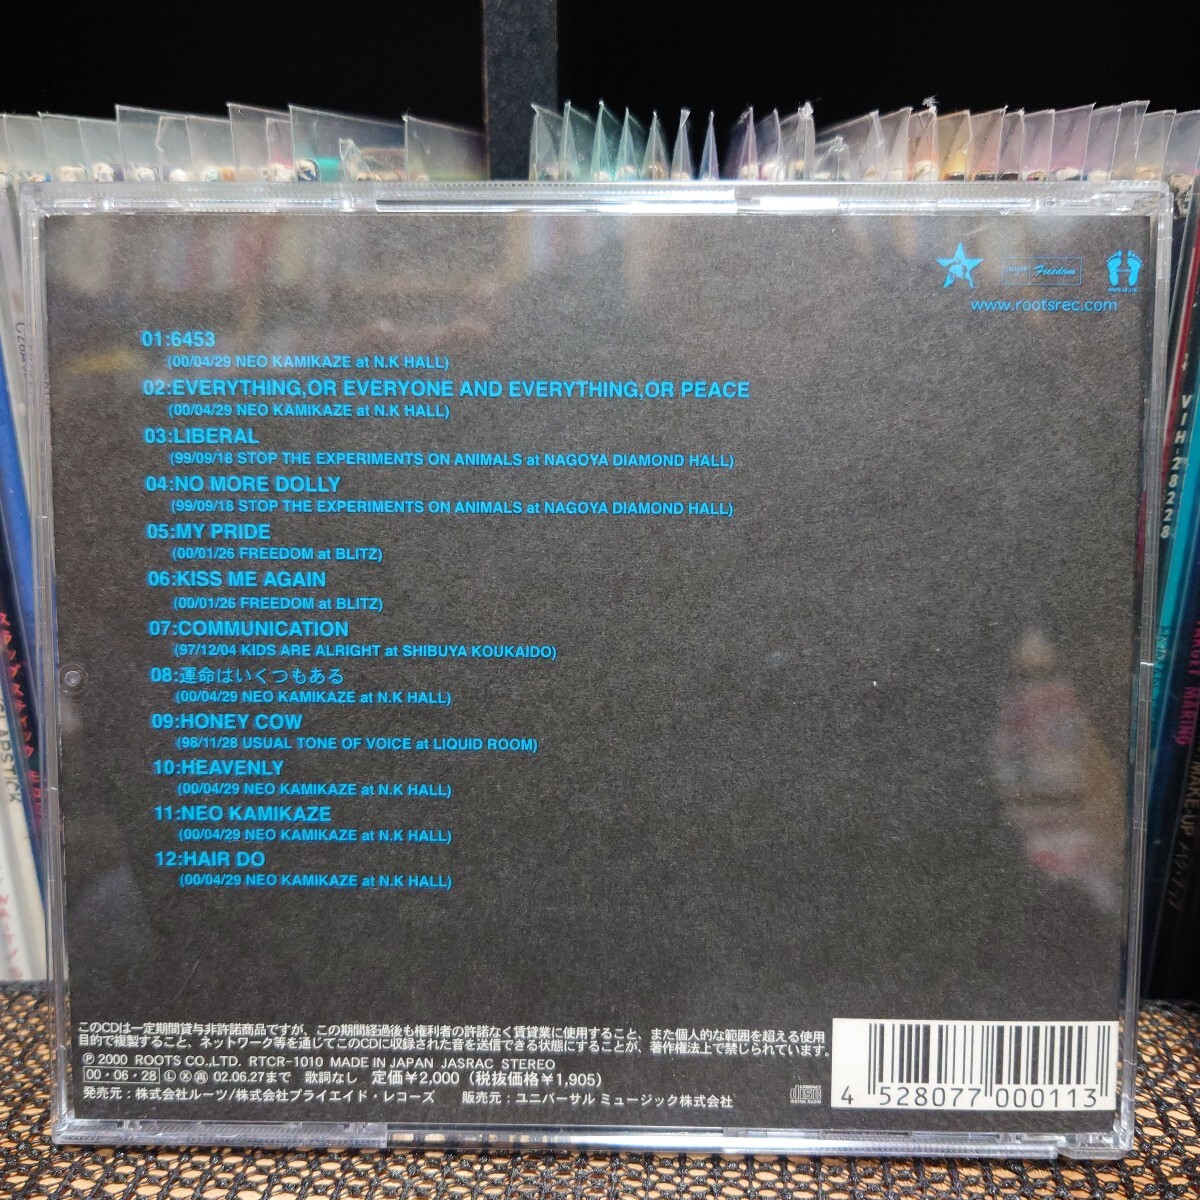 www.rootsrec.com
Freedom
01:6453
(00/04/29 NEO KAMIKAZE at N.K HALL)
02:EVERYTHING,OR EVERYONE AND EVERYTHING,OR PEACE
(00/04/29 NEO KAMIKAZE at N.K HALL)
03:LIBERAL
(99/09/18 STOP THE EXPERIMENTS ON ANIMALS at NAGOYA DIAMOND HALL)
04:NO MORE DOLLY
(99/09/18 STOP THE EXPERIMENTS ON ANIMALS at NAGOYA DIAMOND HALL)
05:MY PRIDE
(00/01/26 FREEDOM at BLITZ)
06:KISS ME AGAIN
(00/01/26 FREEDOM at BLITZ)
07:COMMUNICATION
(97/12/04 KIDS ARE ALRIGHT at SHIBUYA KOUKAIDO)
08:運命はいくつもある
(00/04/29 NEO KAMIKAZE at N.K HALL)
09:HONEY COW
(98/11/28 USUAL TONE OF VOICE at LIQUID ROOM)
10:HEAVENLY
(00/04/29 NEO KAMIKAZE at N.K HALL)
11:NEO KAMIKAZE
(00/04/29 NEO KAMIKAZE at N.K HALL)
12:HAIR DO
(00/04/29 NEO KAMIKAZE at N.K HALL)
このCDは一定期間貸与非許諾商品ですが、この期間経過後も権利者の許諾なく賃貸業に使用すること、また個人的な範囲を超える使用
目的で複製すること、ネットワーク等を通じてこのCDに収録された音を送信できる状態にすることが、著作権法上で禁じられています。
Ⓟ2000 ROOTS CO.,LTD. RTCR-1010 MADE IN JAPAN JASRAC STEREO
00・06・28 Ⓛ Ⓧ ㊞ 02.06.27まで 歌詞なし 定価¥2,000(税抜価格¥1,905)
発売元：株式会社ルーツ/株式会社プライエイド・レコーズ 販売元：ユニバーサル ミュージック株式会社
COMPACT
disc
DIGITAL AUDIO
4 528077 000113
VIH-28228
SLAPSTICK
スラップスティック